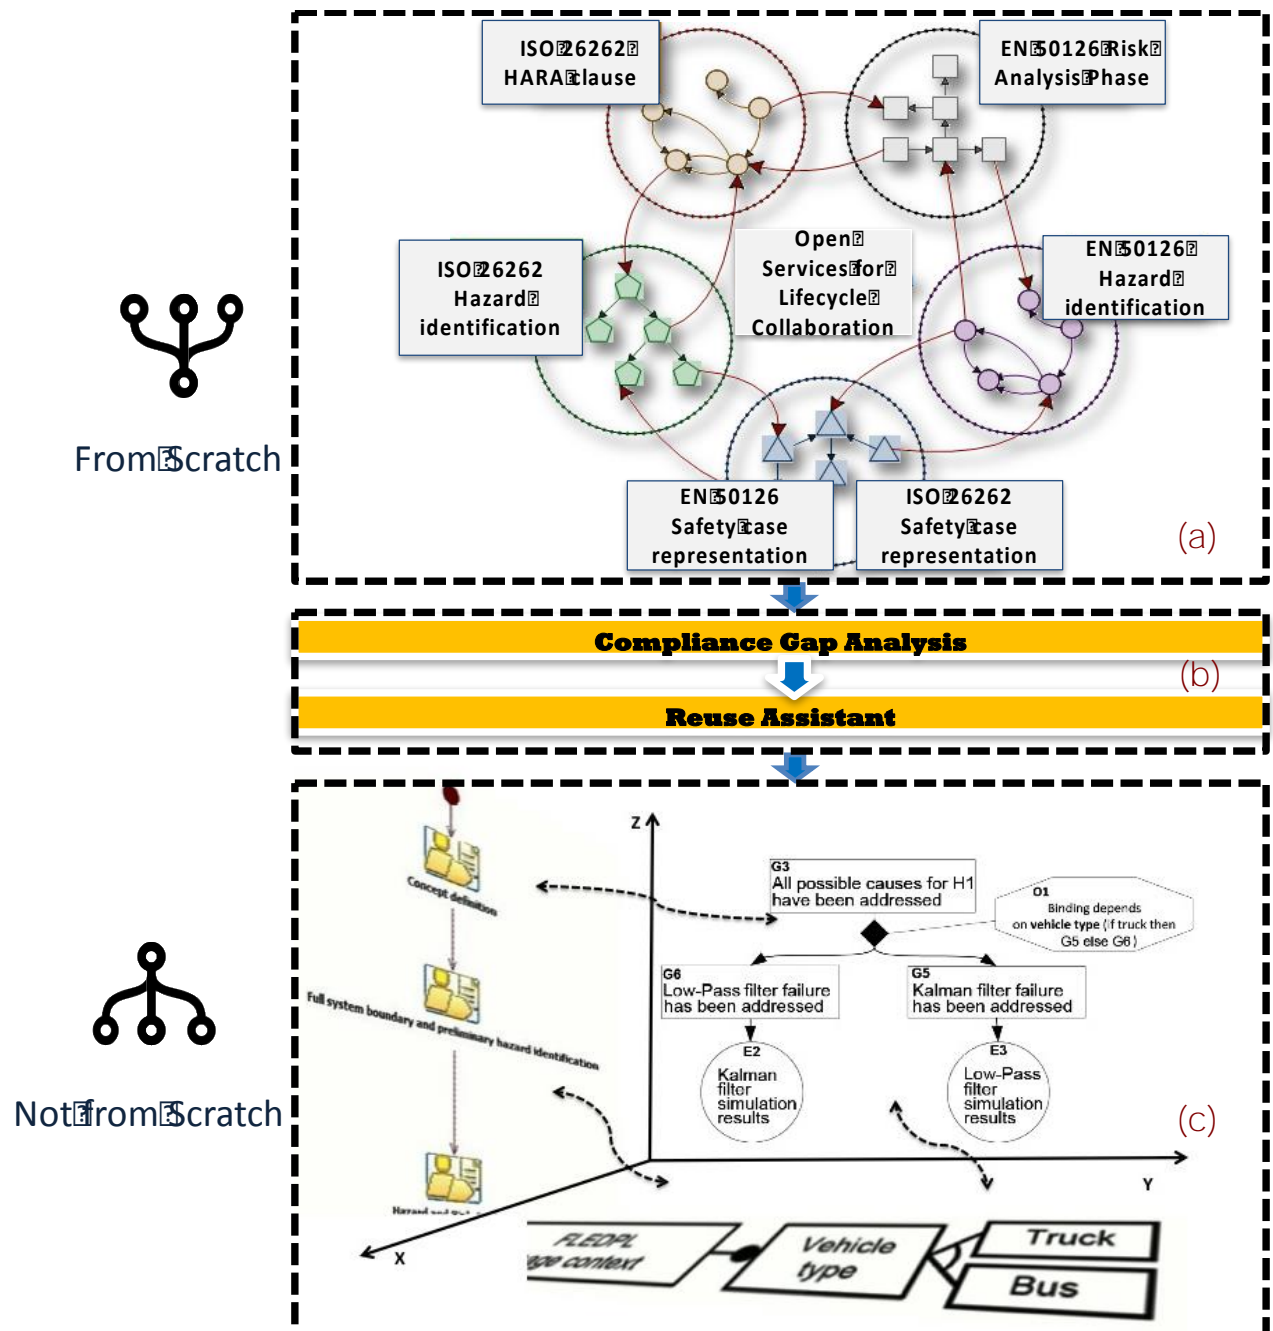 ISO 26262
HARA clause
EN 50126 Risk
Analysis Phase
ISO 26262
Hazard
identification
Open
Services for
Lifecycle
Collaboration
EN 50126
Hazard
identification
From Scratch
EN 50126
Safety case
representation
ISO 26262
Safety case
representation
(a)
Compliance Gap Analysis
(b)
Reuse Assistant
Z
Concept definition
G3
All possible causes for H1
have been addressed
O1
Binding depends
on vehicle type (if truck then
G5 else G6)
Full system boundary and preliminary hazard identification
G6
Low-Pass filter failure
has been addressed
G5
Kalman filter failure
has been addressed
E2
Kalman
filter
simulation
results
E3
Low-Pass
filter
simulation
results
Not from Scratch
(c)
Hazard and
X
Y
FLEDPL
context
Vehicle
type
Truck
Bus